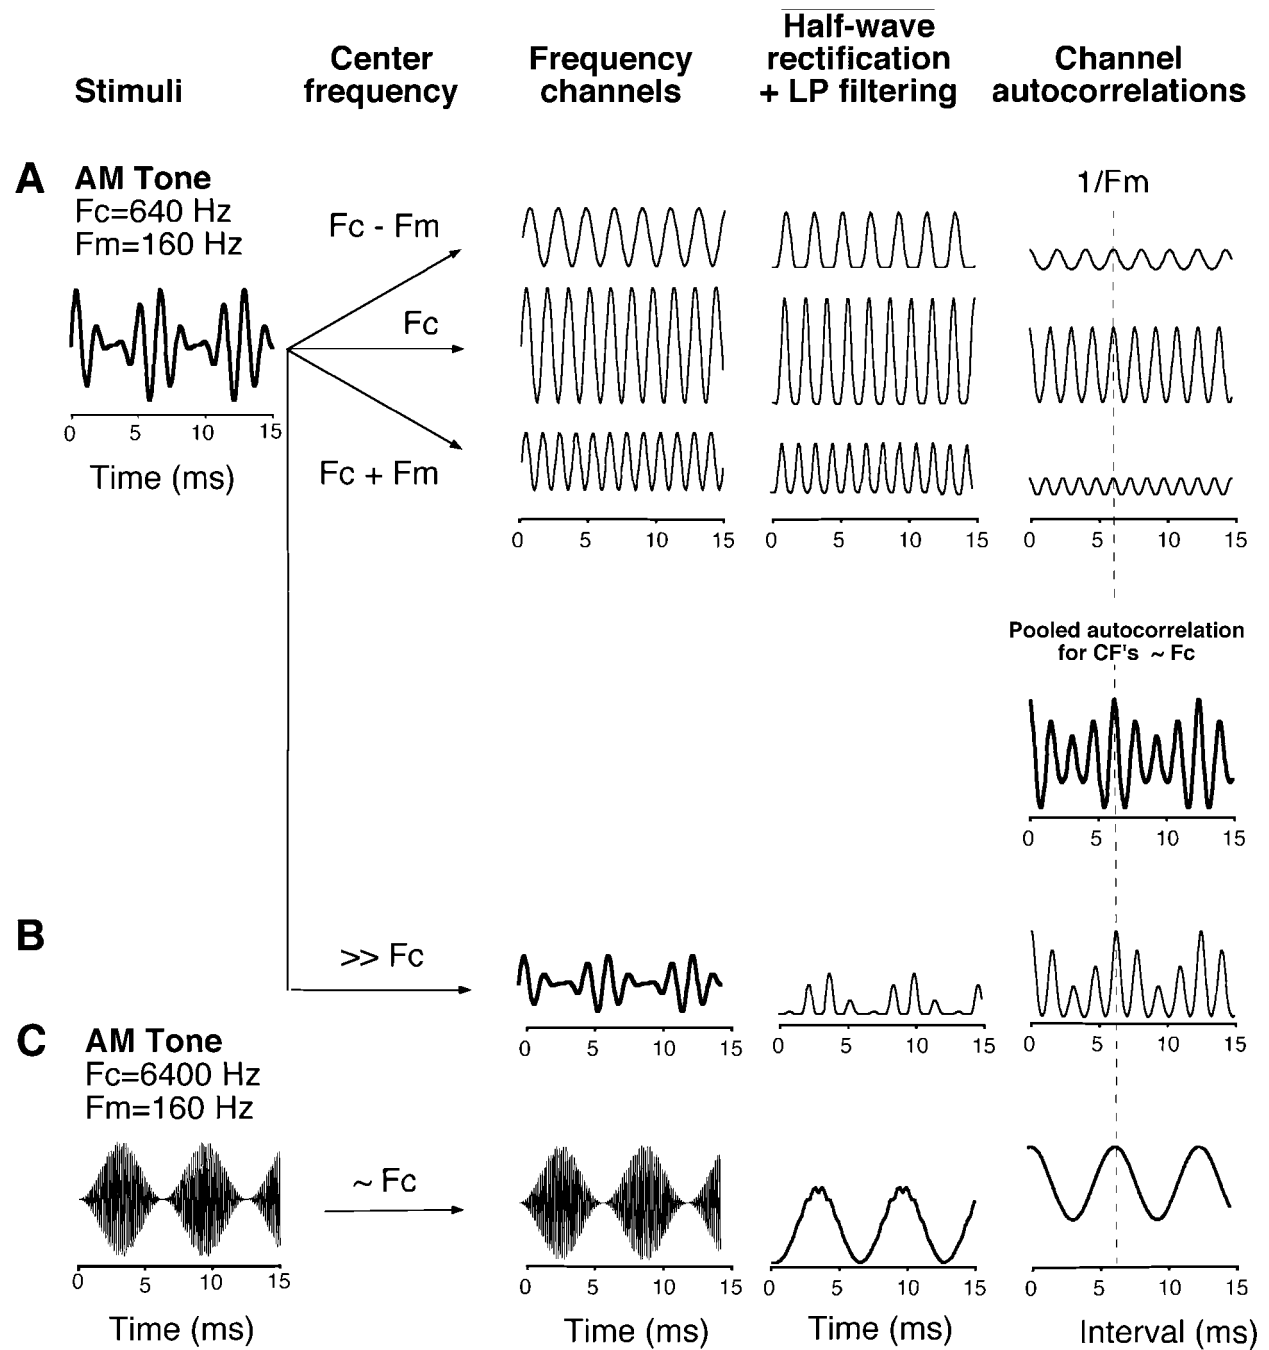 Stimuli
Center
frequency
Frequency
channels
Half-wave
rectification
+ LP filtering
Channel
autocorrelations
A
AM Tone
Fc=640 Hz
Fm=160 Hz
Fc - Fm
Fc
Fc + Fm
1/Fm
0 5 10 15
Time (ms)
0 5 10 15
0 5 10 15
0 5 10 15
Pooled autocorrelation
for CF's ~ Fc
0 5 10 15
B
>> Fc
0 5 10 15
0 5 10 15
0 5 10 15
C
AM Tone
Fc=6400 Hz
Fm=160 Hz
~ Fc
0 5 10 15
0 5 10 15
0 5 10 15
0 5 10 15
Time (ms)
Time (ms)
Time (ms)
Interval (ms)